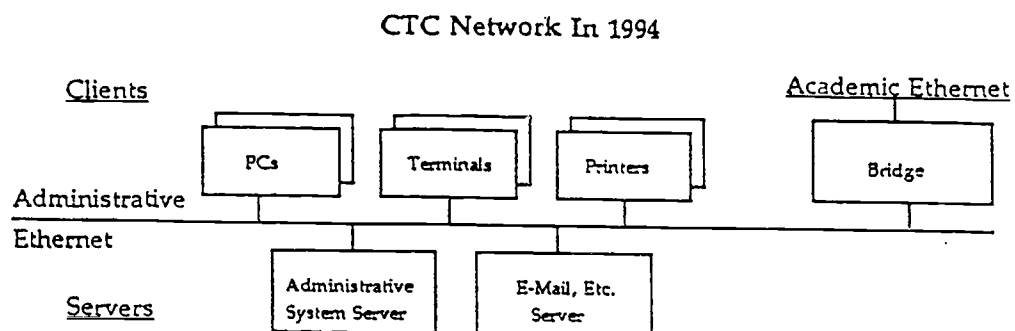 CTC Network In 1994
Clients
Academic Ethernet
PCs
Terminals
Printers
Bridge
Administrative
Ethernet
Administrative
System Server
E-Mail, Etc.
Server
Servers